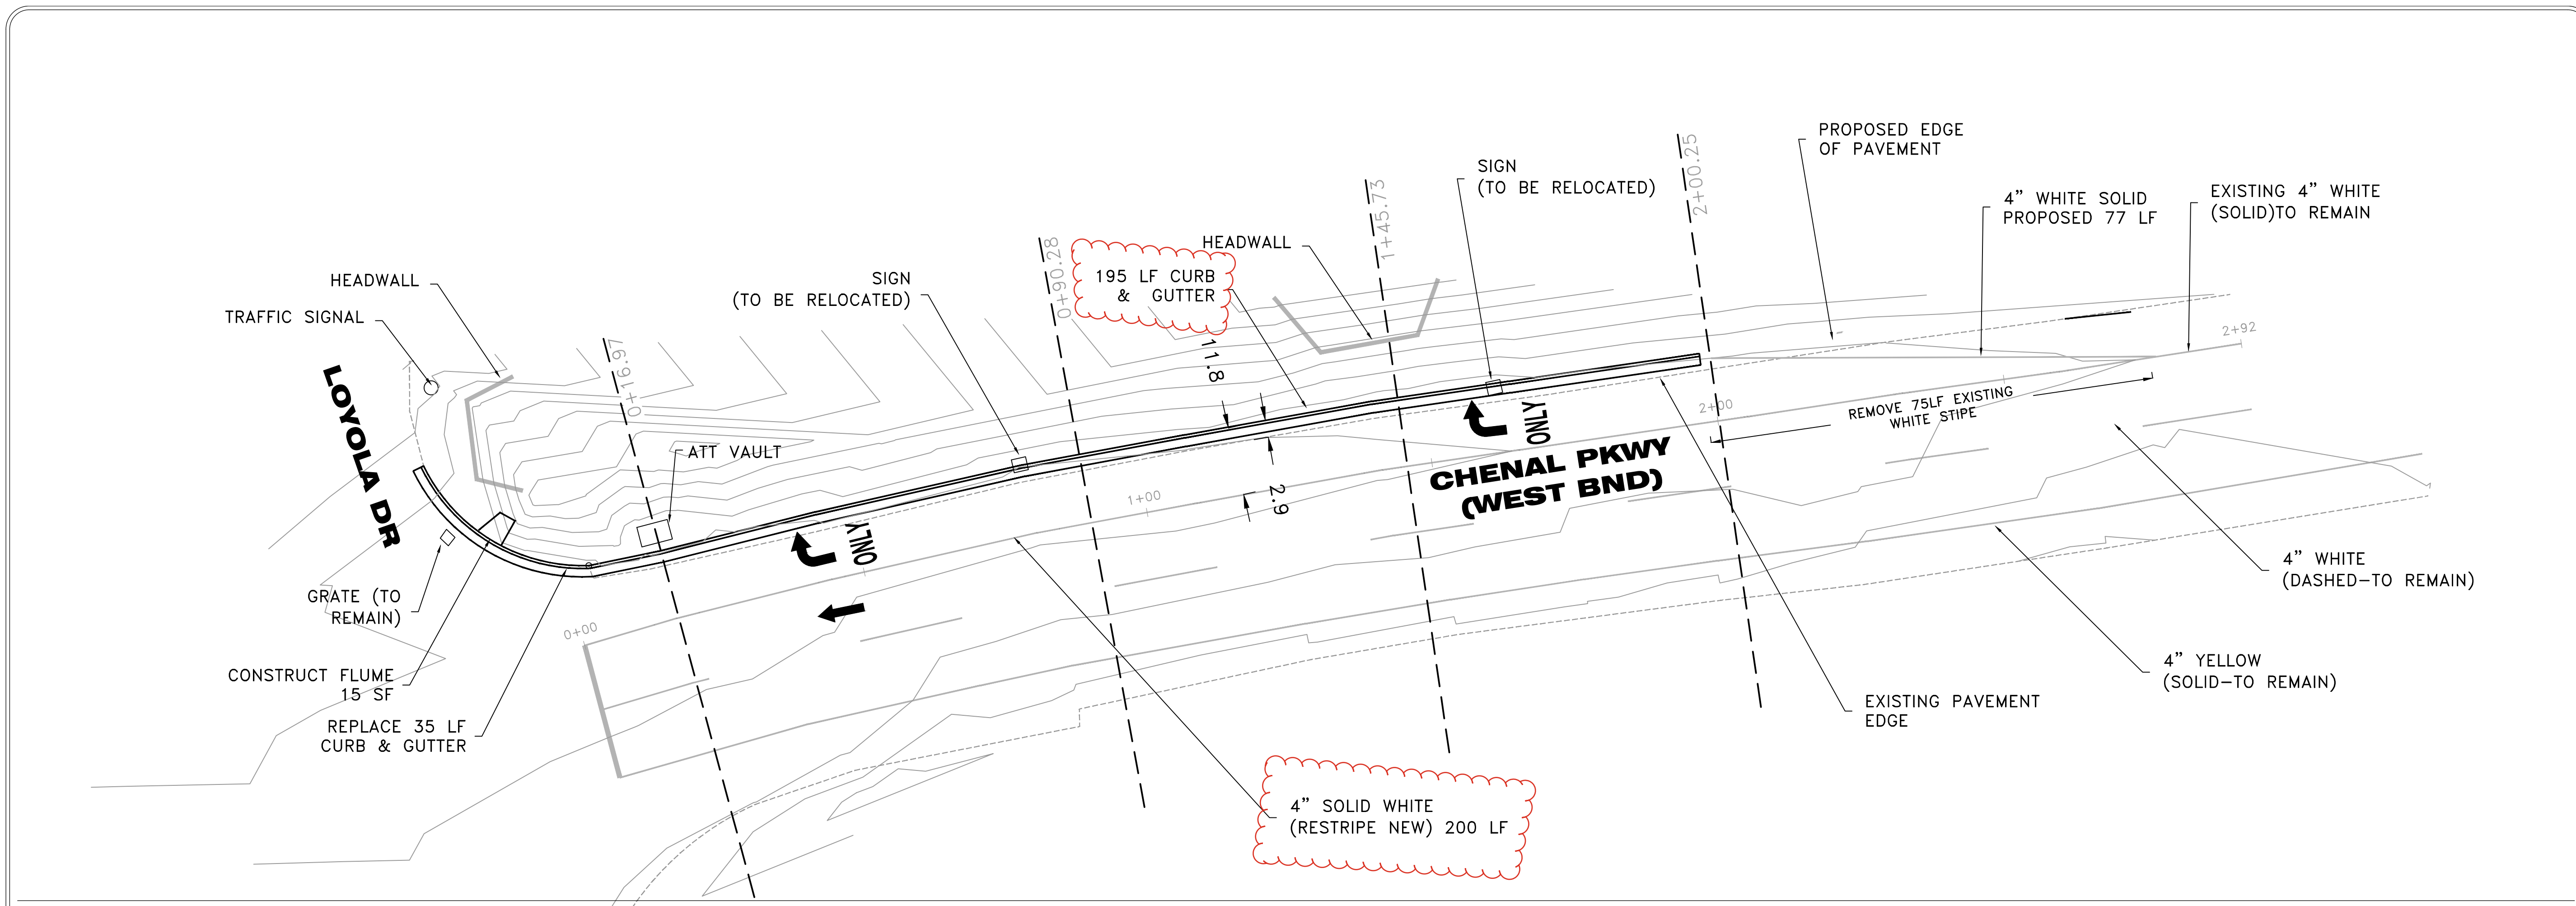 PROPOSED EDGE
OF PAVEMENT
SIGN
(TO BE RELOCATED)
4" WHITE SOLID
PROPOSED 77 LF
EXISTING 4" WHITE
(SOLID)TO REMAIN
2+00.25
1+45.73
0+90.28
0+16.97
HEADWALL
195 LF CURB
& GUTTER
SIGN
(TO BE RELOCATED)
HEADWALL
TRAFFIC SIGNAL
LOYOLA DR
11.8
2.9
2+92
2+00
1+00
0+00
REMOVE 75LF EXISTING
WHITE STIPE
ONLY
ONLY
CHENAL PKWY
(WEST BND)
ATT VAULT
GRATE (TO
REMAIN)
CONSTRUCT FLUME
15 SF
REPLACE 35 LF
CURB & GUTTER
4" WHITE
(DASHED-TO REMAIN)
4" YELLOW
(SOLID-TO REMAIN)
EXISTING PAVEMENT
EDGE
4" SOLID WHITE
(RESTRIPE NEW) 200 LF